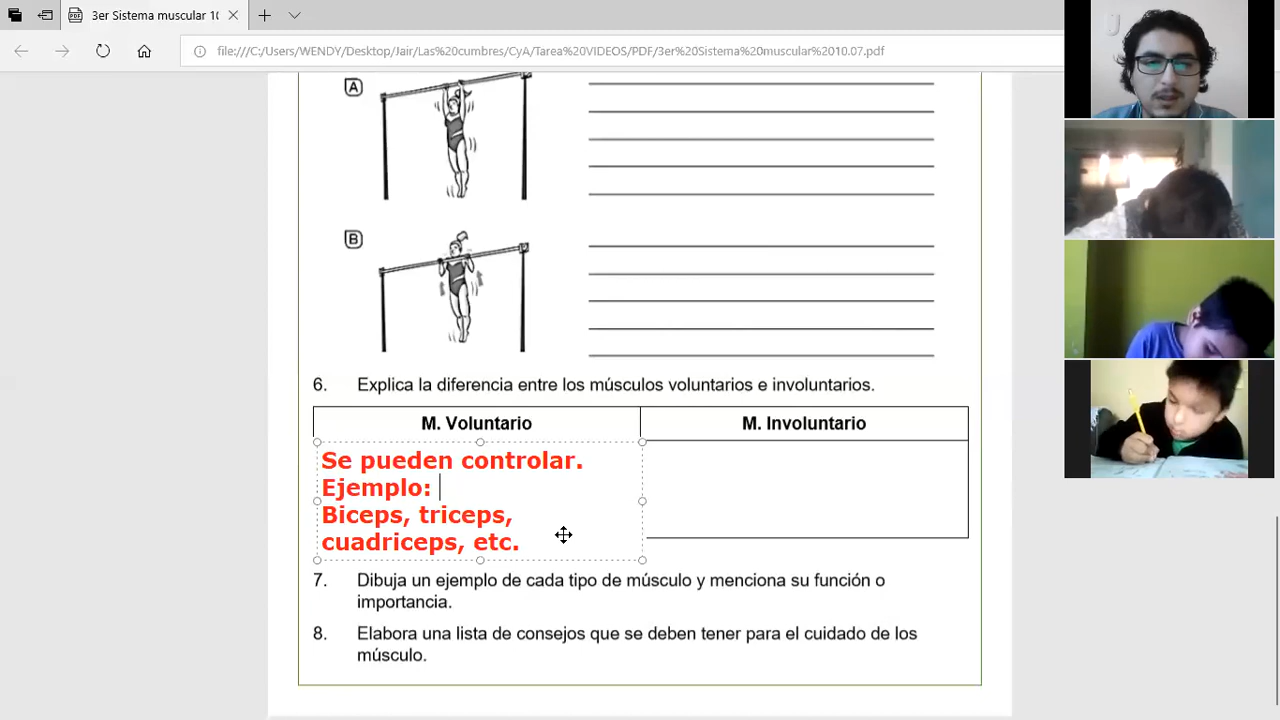 3er Sistema muscular 10
file:///C:/Users/WENDY/Desktop/Jair/Las%20cumbres/CyA/Tarea%20VIDEOS/PDF/3er%20Sistema%20muscular%2010.07.pdf
A
B
6. Explica la diferencia entre los músculos voluntarios e involuntarios.
M. Voluntario M. Involuntario
Se pueden controlar.
Ejemplo:
Biceps, triceps,
cuadriceps, etc.
7. Dibuja un ejemplo de cada tipo de músculo y menciona su función o
importancia.
8. Elabora una lista de consejos que se deben tener para el cuidado de los
músculo.